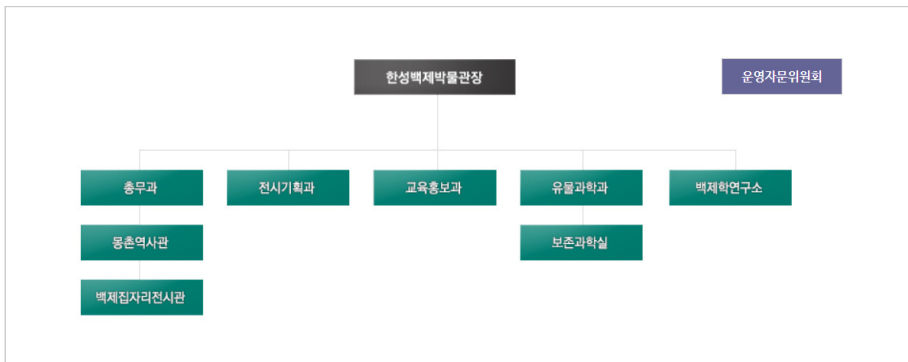 한성백제박물관장
운영자문위원회
총무과
전시기획과
교육홍보과
유물과학과
백제학연구소
몽촌역사관
보존과학실
백제집자리전시관